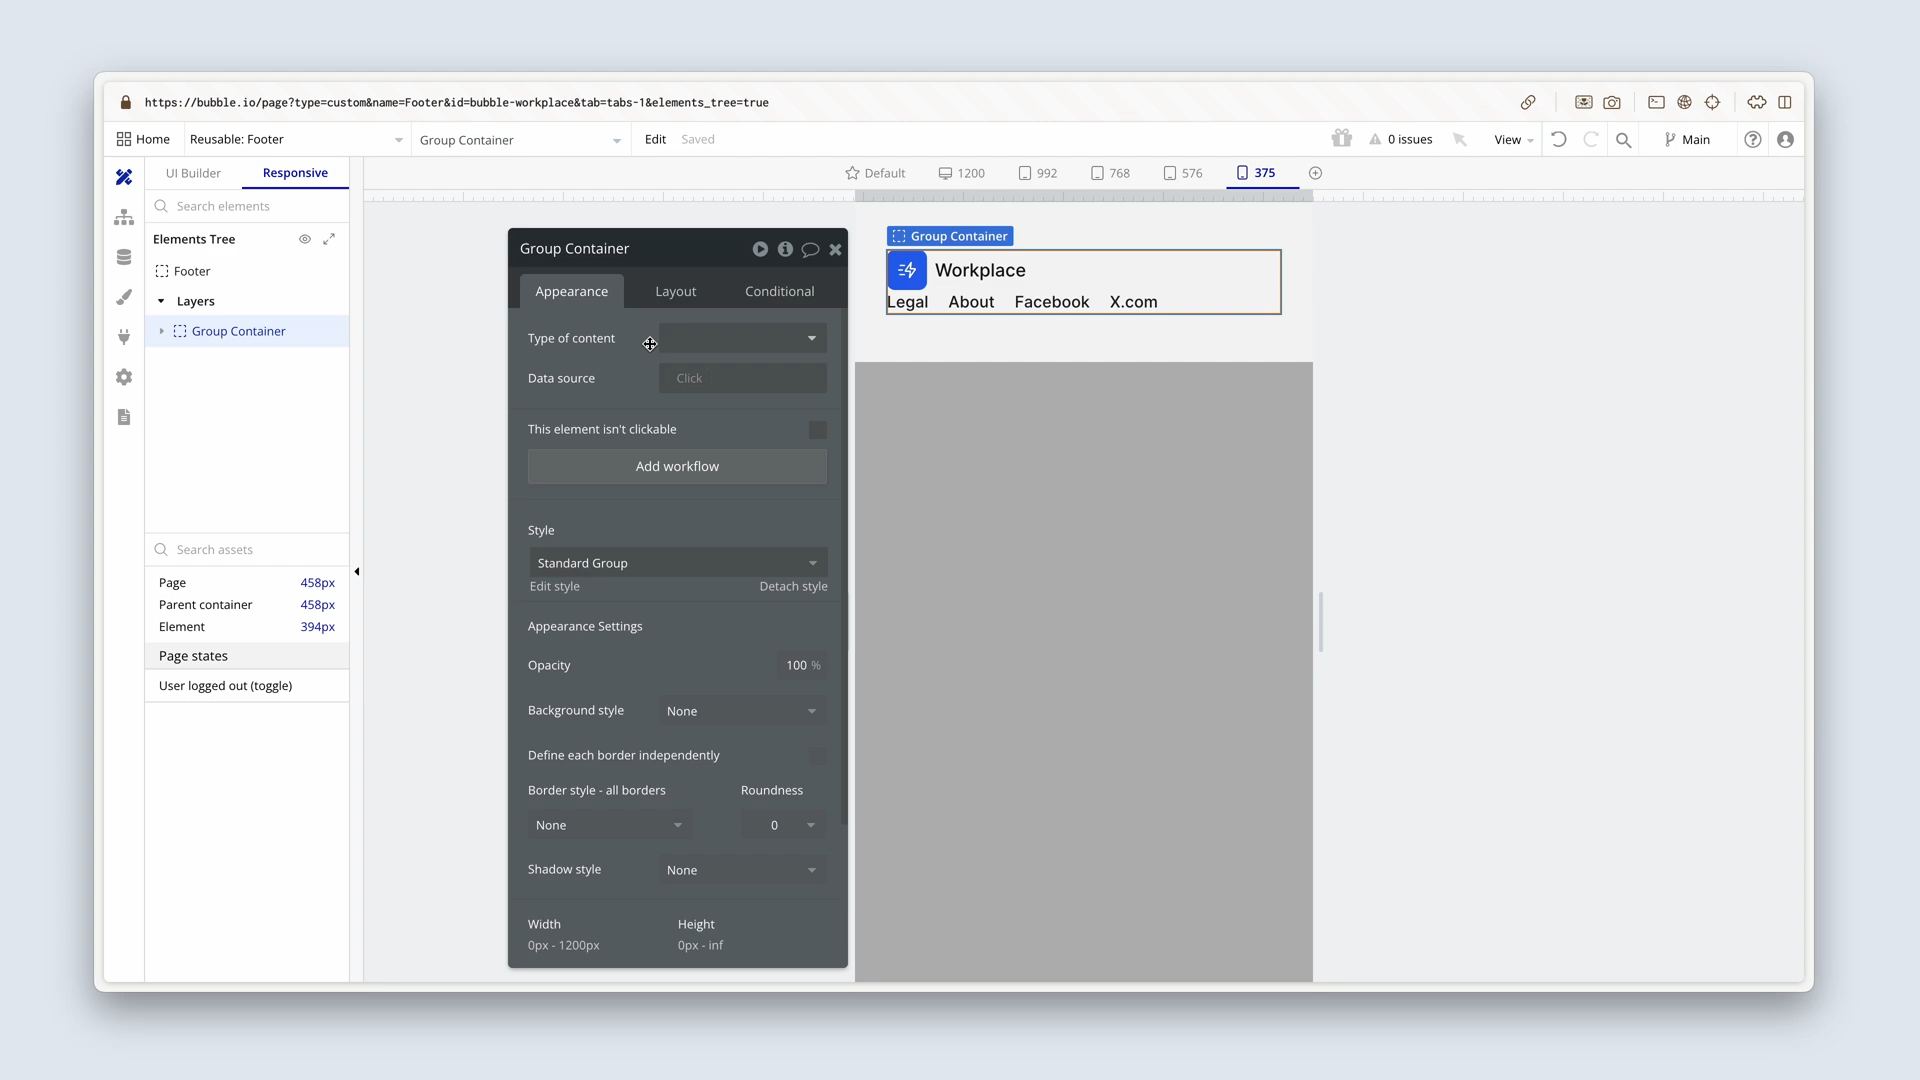 https://bubble.io/page?type=custom&name=Footer&id=bubble-workplace&tab=tabs-1&elements_tree=true
Home
Reusable: Footer
Group Container
Edit
Saved
0 issues
View
Main
UI Builder
Responsive
Default
1200
992
768
576
375
Search elements
Elements Tree
Footer
Layers
Group Container
Search assets
Page 458px
Parent container 458px
Element 394px
Page states
User logged out (toggle)
Group Container
Appearance
Layout
Conditional
Type of content
Data source
Click
This element isn't clickable
Add workflow
Style
Standard Group
Edit style
Detach style
Appearance Settings
Opacity
100 %
Background style
None
Define each border independently
Border style - all borders
Roundness
None
0
Shadow style
None
Width
Height
0px - 1200px
0px - inf
Group Container
Workplace
Legal About Facebook X.com